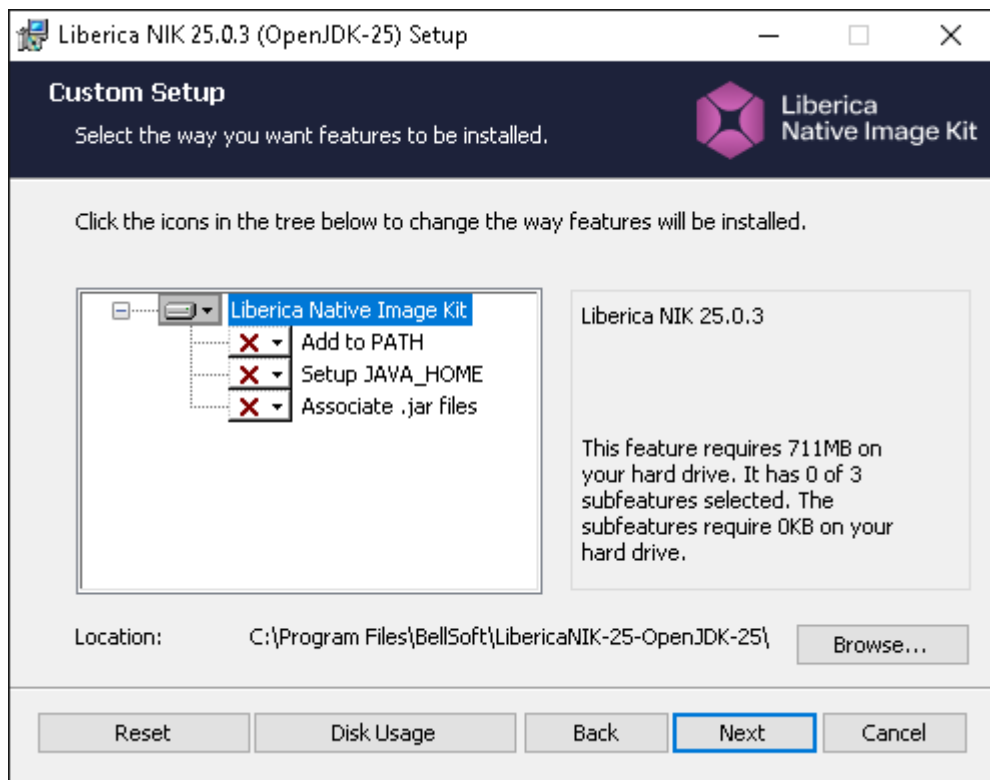 Liberica NIK 25.0.3 (OpenJDK-25) Setup
Custom Setup
Select the way you want features to be installed.
Liberica
Native Image Kit
Click the icons in the tree below to change the way features will be installed.
Liberica Native Image Kit
Add to PATH
Setup JAVA_HOME
Associate .jar files
Liberica NIK 25.0.3
This feature requires 711MB on
your hard drive. It has 0 of 3
subfeatures selected. The
subfeatures require 0KB on your
hard drive.
Location: C:\Program Files\BellSoft\LibericaNIK-25-OpenJDK-25\ Browse...
Reset Disk Usage Back Next Cancel